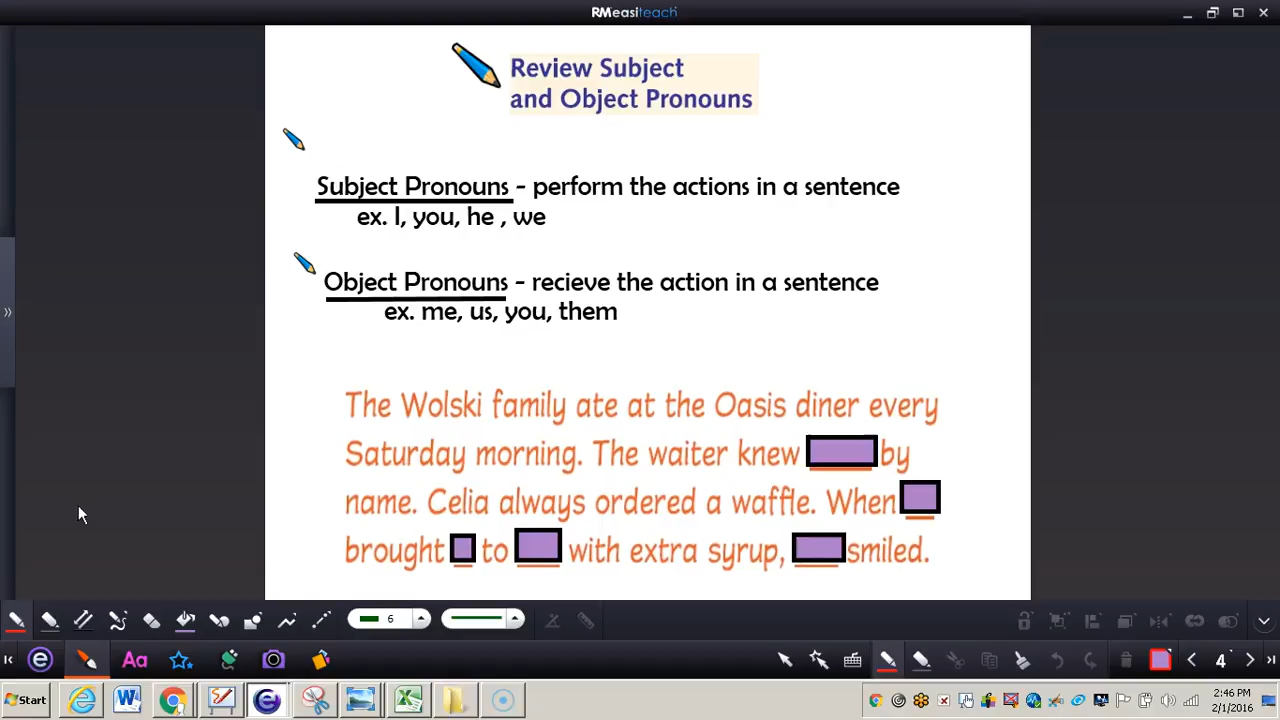 RMeasiteach
Review Subject
and Object Pronouns
Subject Pronouns - perform the actions in a sentence
ex. I, you, he , we
Object Pronouns - recieve the action in a sentence
ex. me, us, you, them
The Wolski family ate at the Oasis diner every
Saturday morning. The waiter knew by
name. Celia always ordered a waffle. When
brought to with extra syrup, smiled.
6
Aa
4
Start
2:46 PM
2/1/2016